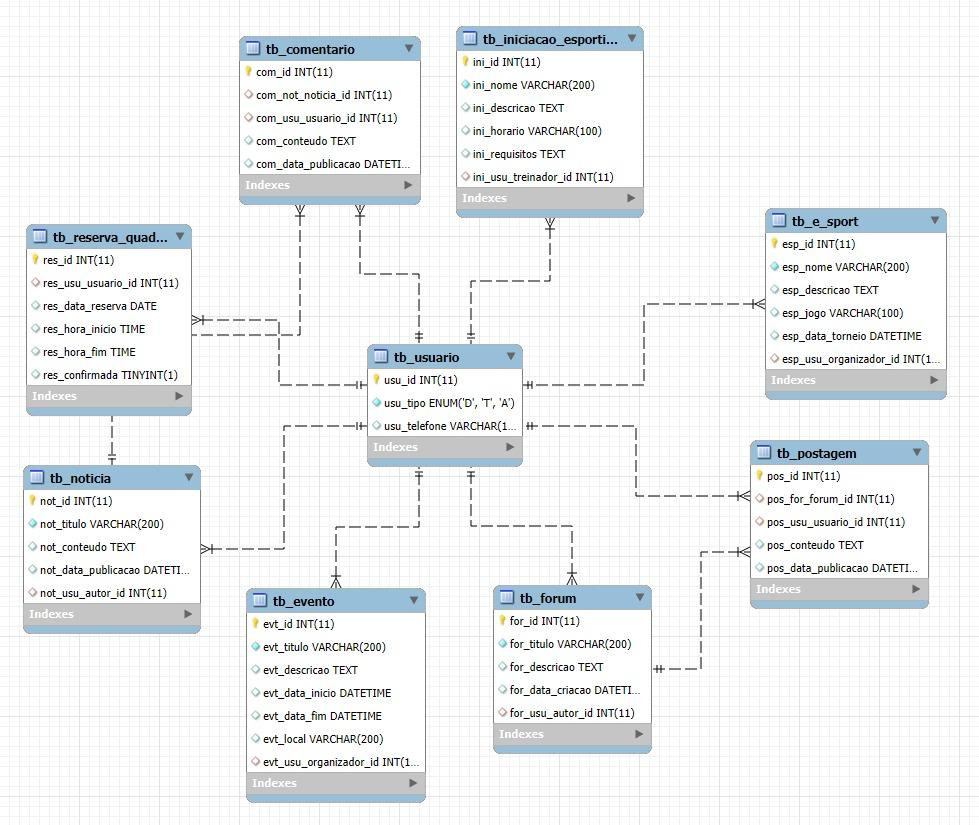 tb_comentario
com_id INT(11)
com_not_noticia_id INT(11)
com_usu_usuario_id INT(11)
com_conteudo TEXT
com_data_publicacao DATETI...
Indexes
tb_iniciacao_esporti...
ini_id INT(11)
ini_nome VARCHAR(200)
ini_descricao TEXT
ini_horario VARCHAR(100)
ini_requisitos TEXT
ini_usu_treinador_id INT(11)
Indexes
tb_reserva_quad...
res_id INT(11)
res_usu_usuario_id INT(11)
res_data_reserva DATE
res_hora_inicio TIME
res_hora_fim TIME
res_confirmada TINYINT(1)
Indexes
tb_e_sport
esp_id INT(11)
esp_nome VARCHAR(200)
esp_descricao TEXT
esp_jogo VARCHAR(100)
esp_data_torneio DATETIME
esp_usu_organizador_id INT(1...
Indexes
tb_usuario
usu_id INT(11)
usu_tipo ENUM('D', 'T', 'A')
usu_telefone VARCHAR(1...
Indexes
tb_noticia
not_id INT(11)
not_titulo VARCHAR(200)
not_conteudo TEXT
not_data_publicacao DATETI...
not_usu_autor_id INT(11)
Indexes
tb_postagem
pos_id INT(11)
pos_for_forum_id INT(11)
pos_usu_usuario_id INT(11)
pos_conteudo TEXT
pos_data_publicacao DATETI...
Indexes
tb_evento
evt_id INT(11)
evt_titulo VARCHAR(200)
evt_descricao TEXT
evt_data_inicio DATETIME
evt_data_fim DATETIME
evt_local VARCHAR(200)
evt_usu_organizador_id INT(1...
Indexes
tb_forum
for_id INT(11)
for_titulo VARCHAR(200)
for_descricao TEXT
for_data_criacao DATETI...
for_usu_autor_id INT(11)
Indexes